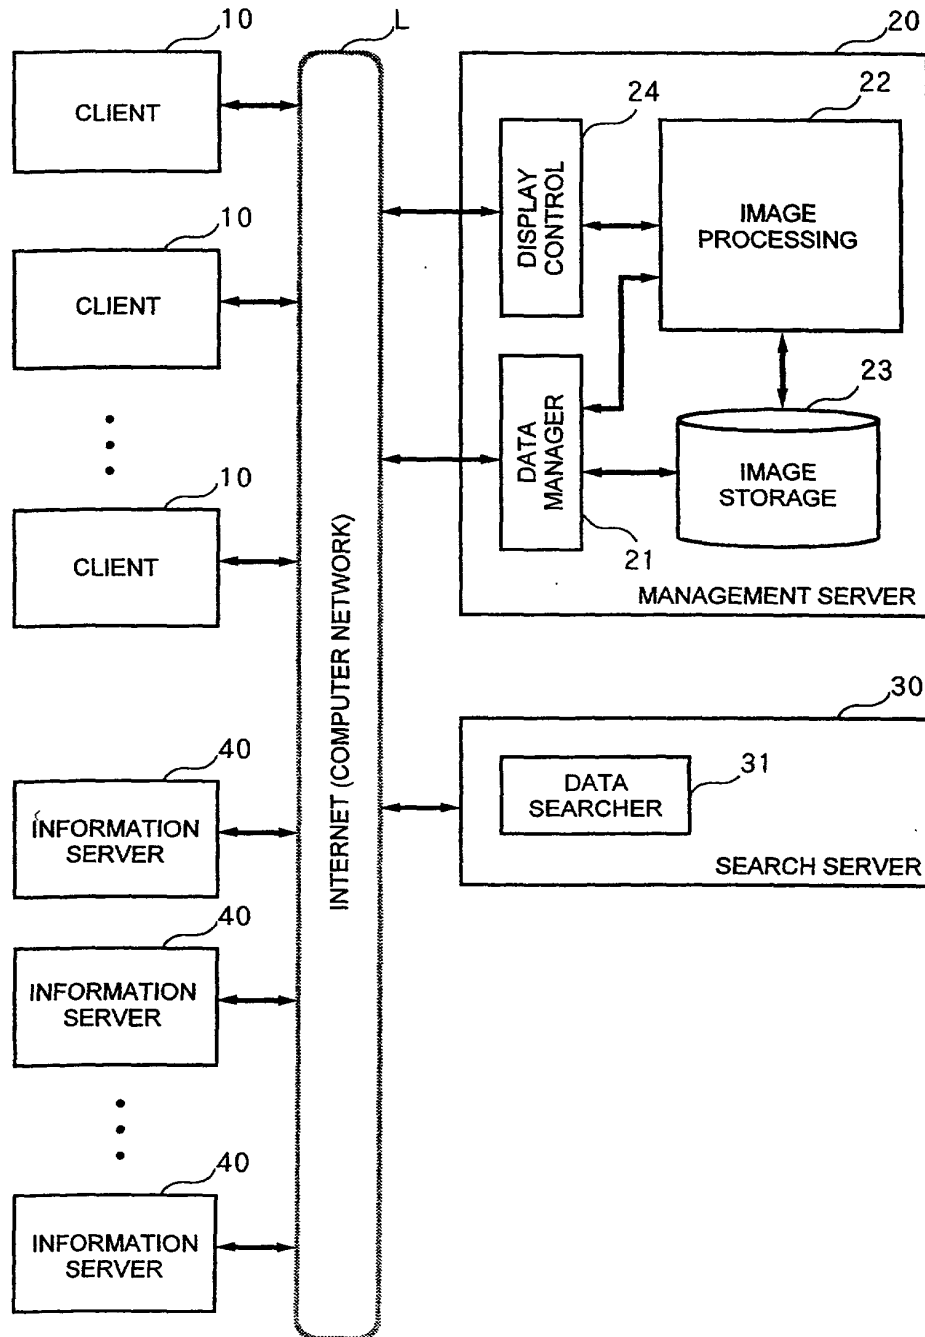 10
CLIENT
10
CLIENT
10
CLIENT
40
INFORMATION
SERVER
40
INFORMATION
SERVER
40
INFORMATION
SERVER
L
INTERNET (COMPUTER NETWORK)
20
24
DISPLAY
CONTROL
22
IMAGE
PROCESSING
DATA
MANAGER
21
23
IMAGE
STORAGE
MANAGEMENT SERVER
30
DATA
SEARCHER
31
SEARCH SERVER